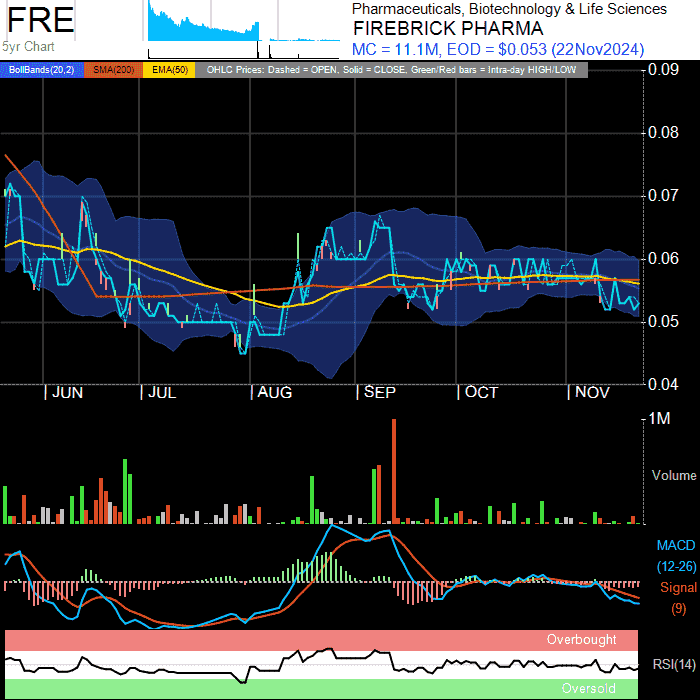 FRE
5yr Chart
Pharmaceuticals, Biotechnology & Life Sciences
FIREBRICK PHARMA
MC = 11.1M, EOD = $0.053 (22Nov2024)
BollBands(20,2) SMA(200) EMA(50) OHLC Prices: Dashed = OPEN, Solid = CLOSE, Green/Red bars = Intra-day HIGH/LOW
0.09
0.08
0.07
0.06
0.05
0.04
JUN JUL AUG SEP OCT NOV
1M
Volume
MACD
(12-26)
Signal
(9)
Overbought
RSI(14)
Oversold